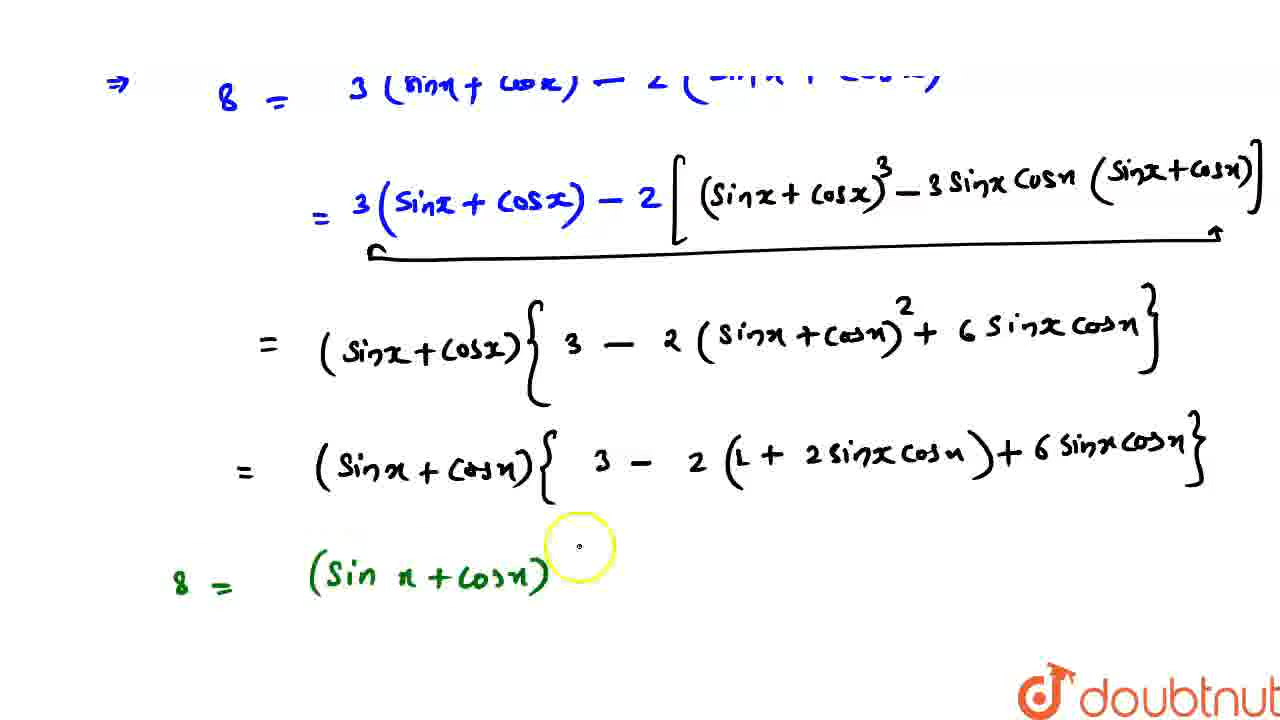 ⇒ 8 = 3 (sinx + cosx) − 2 (
= 3 (sinx + cosx) − 2 [ (sinx + cosx)³ − 3 sinx cosx (sinx + cosx) ]
= (sinx + cosx) { 3 − 2 (sinx + cosx)² + 6 sinx cosx }
= (sinx + cosx) { 3 − 2 (1 + 2 sinx cosx) + 6 sinx cosx }
8 = (sin x + cosx)
doubtnut